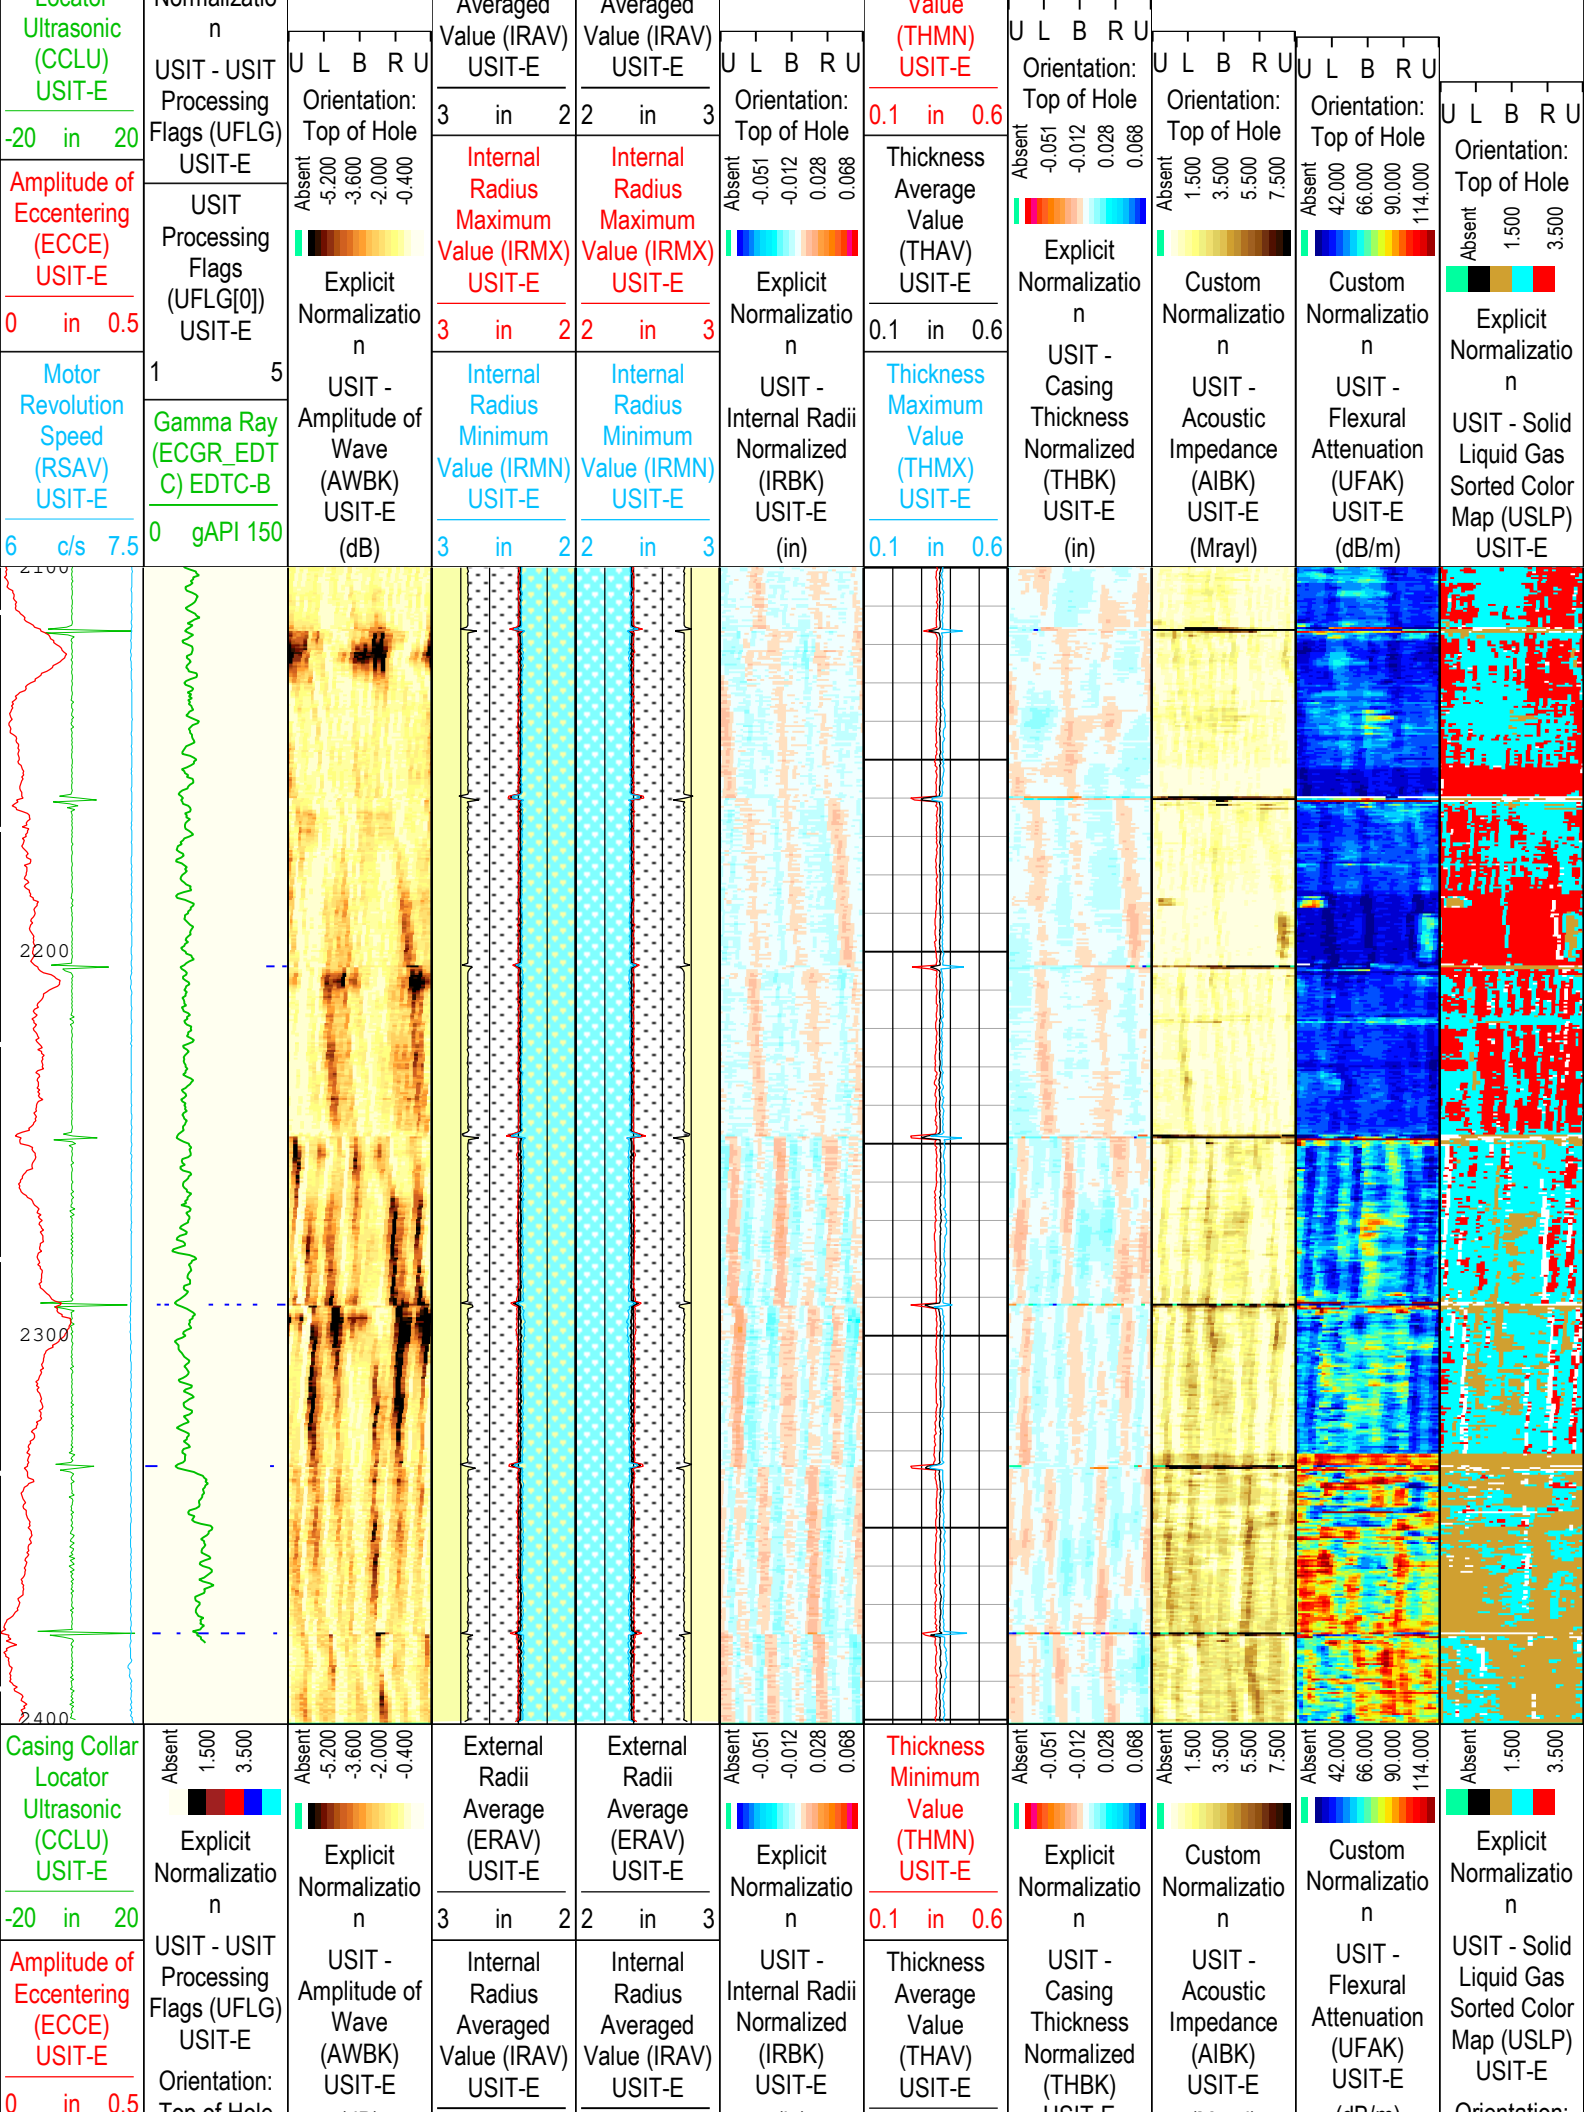 Locator
Ultrasonic
(CCLU)
USIT-E
-20 in 20
Amplitude of
Eccentering
(ECCE)
USIT-E
0 in 0.5
Motor
Revolution
Speed
(RSAV)
USIT-E
6 c/s 7.5
Normalizatio
n
USIT - USIT
Processing
Flags (UFLG)
USIT-E
USIT
Processing
Flags
(UFLG[0])
USIT-E
1 5
Gamma Ray
(ECGR_EDT
C) EDTC-B
0 gAPI 150
U L B R U
Orientation:
Top of Hole
Absent -5.200 -3.600 -2.000 -0.400
Explicit
Normalizatio
n
USIT -
Amplitude of
Wave
(AWBK)
USIT-E
(dB)
Averaged
Value (IRAV)
USIT-E
3 in 2
Internal
Radius
Maximum
Value (IRMX)
USIT-E
3 in 2
Internal
Radius
Minimum
Value (IRMN)
USIT-E
3 in 2
Averaged
Value (IRAV)
USIT-E
2 in 3
Internal
Radius
Maximum
Value (IRMX)
USIT-E
2 in 3
Internal
Radius
Minimum
Value (IRMN)
USIT-E
2 in 3
U L B R U
Orientation:
Top of Hole
Absent -0.051 -0.012 0.028 0.068
Explicit
Normalizatio
n
USIT -
Internal Radii
Normalized
(IRBK)
USIT-E
(in)
Value
(THMN)
USIT-E
0.1 in 0.6
Thickness
Average
Value
(THAV)
USIT-E
0.1 in 0.6
Thickness
Maximum
Value
(THMX)
USIT-E
0.1 in 0.6
U L B R U
Orientation:
Top of Hole
Absent -0.051 -0.012 0.028 0.068
Explicit
Normalizatio
n
USIT -
Casing
Thickness
Normalized
(THBK)
USIT-E
(in)
U L B R U
Orientation:
Top of Hole
Absent 1.500 3.500 5.500 7.500
Custom
Normalizatio
n
USIT -
Acoustic
Impedance
(AIBK)
USIT-E
(Mrayl)
U L B R U
Orientation:
Top of Hole
Absent 42.000 66.000 90.000 114.000
Custom
Normalizatio
n
USIT -
Flexural
Attenuation
(UFAK)
USIT-E
(dB/m)
U L B R U
Orientation:
Top of Hole
Absent 1.500 3.500
Explicit
Normalizatio
n
USIT - Solid
Liquid Gas
Sorted Color
Map (USLP)
USIT-E
2100
2200
2300
2400
Casing Collar
Locator
Ultrasonic
(CCLU)
USIT-E
-20 in 20
Amplitude of
Eccentering
(ECCE)
USIT-E
0 in 0.5
Absent 1.500 3.500
Explicit
Normalizatio
n
USIT - USIT
Processing
Flags (UFLG)
USIT-E
Orientation:
Top of Hole
Absent -5.200 -3.600 -2.000 -0.400
Explicit
Normalizatio
n
USIT -
Amplitude of
Wave
(AWBK)
USIT-E
External
Radii
Average
(ERAV)
USIT-E
3 in 2
Internal
Radius
Averaged
Value (IRAV)
USIT-E
External
Radii
Average
(ERAV)
USIT-E
2 in 3
Internal
Radius
Averaged
Value (IRAV)
USIT-E
Absent -0.051 -0.012 0.028 0.068
Explicit
Normalizatio
n
USIT -
Internal Radii
Normalized
(IRBK)
USIT-E
Thickness
Minimum
Value
(THMN)
USIT-E
0.1 in 0.6
Thickness
Average
Value
(THAV)
USIT-E
Absent -0.051 -0.012 0.028 0.068
Explicit
Normalizatio
n
USIT -
Casing
Thickness
Normalized
(THBK)
USIT-E
Absent 1.500 3.500 5.500 7.500
Custom
Normalizatio
n
USIT -
Acoustic
Impedance
(AIBK)
USIT-E
Absent 42.000 66.000 90.000 114.000
Custom
Normalizatio
n
USIT -
Flexural
Attenuation
(UFAK)
USIT-E
(dB/m)
Absent 1.500 3.500
Explicit
Normalizatio
n
USIT - Solid
Liquid Gas
Sorted Color
Map (USLP)
USIT-E
Orientation: